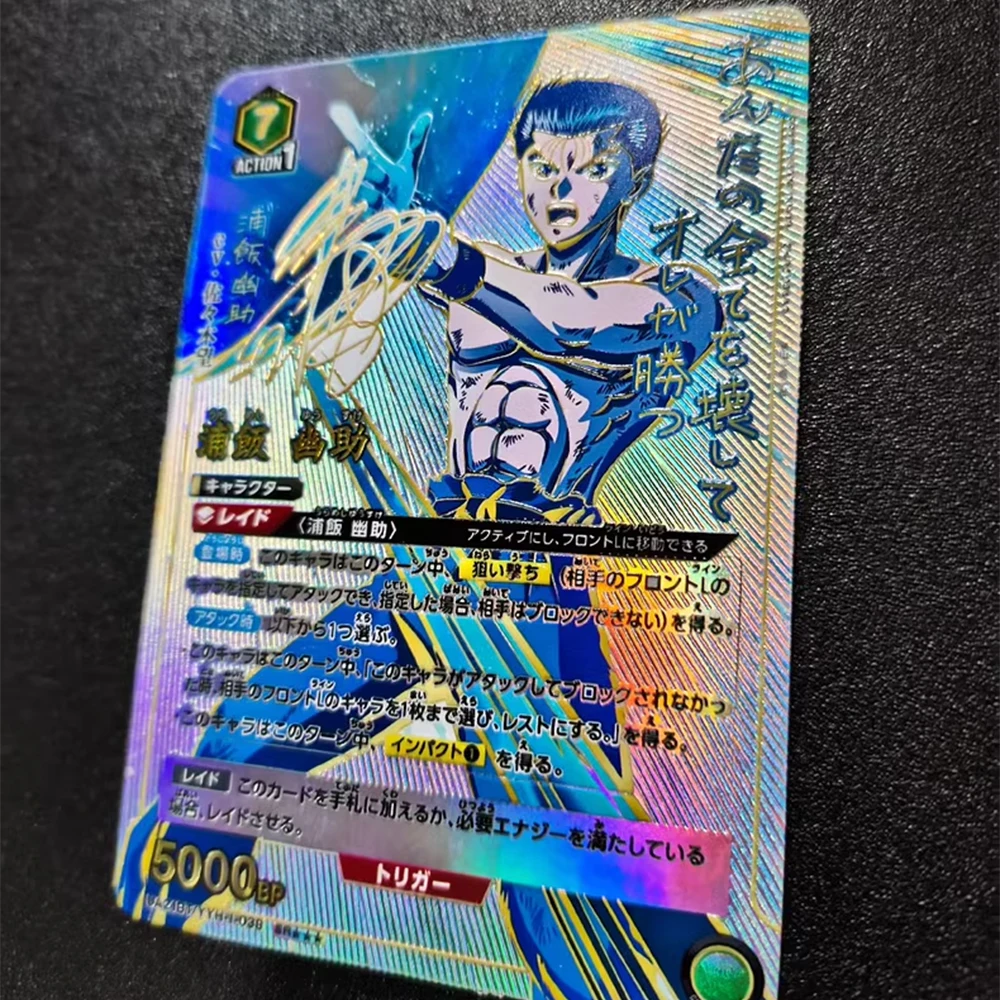 7
ACTION1
あんたの全てを壊して
オレが勝つ
浦飯幽助
CV.佐々木望
浦飯 幽助
キャラクター
レイド 〈浦飯 幽助〉 アクティブにし、フロントLに移動できる
登場時 このキャラはこのターン中、狙い撃ち（相手のフロントLの
キャラを指定してアタックでき、指定した場合、相手はブロックできない）を得る。
アタック時 以下から1つ選ぶ。
・このキャラはこのターン中、「このキャラがアタックしてブロックされなかっ
た時、相手のフロントLのキャラを1枚まで選び、レストにする。」を得る。
・このキャラはこのターン中、インパクト❶を得る。
レイド このカードを手札に加えるか、必要エナジーを満たしている
場合、レイドさせる。
5000BP
トリガー